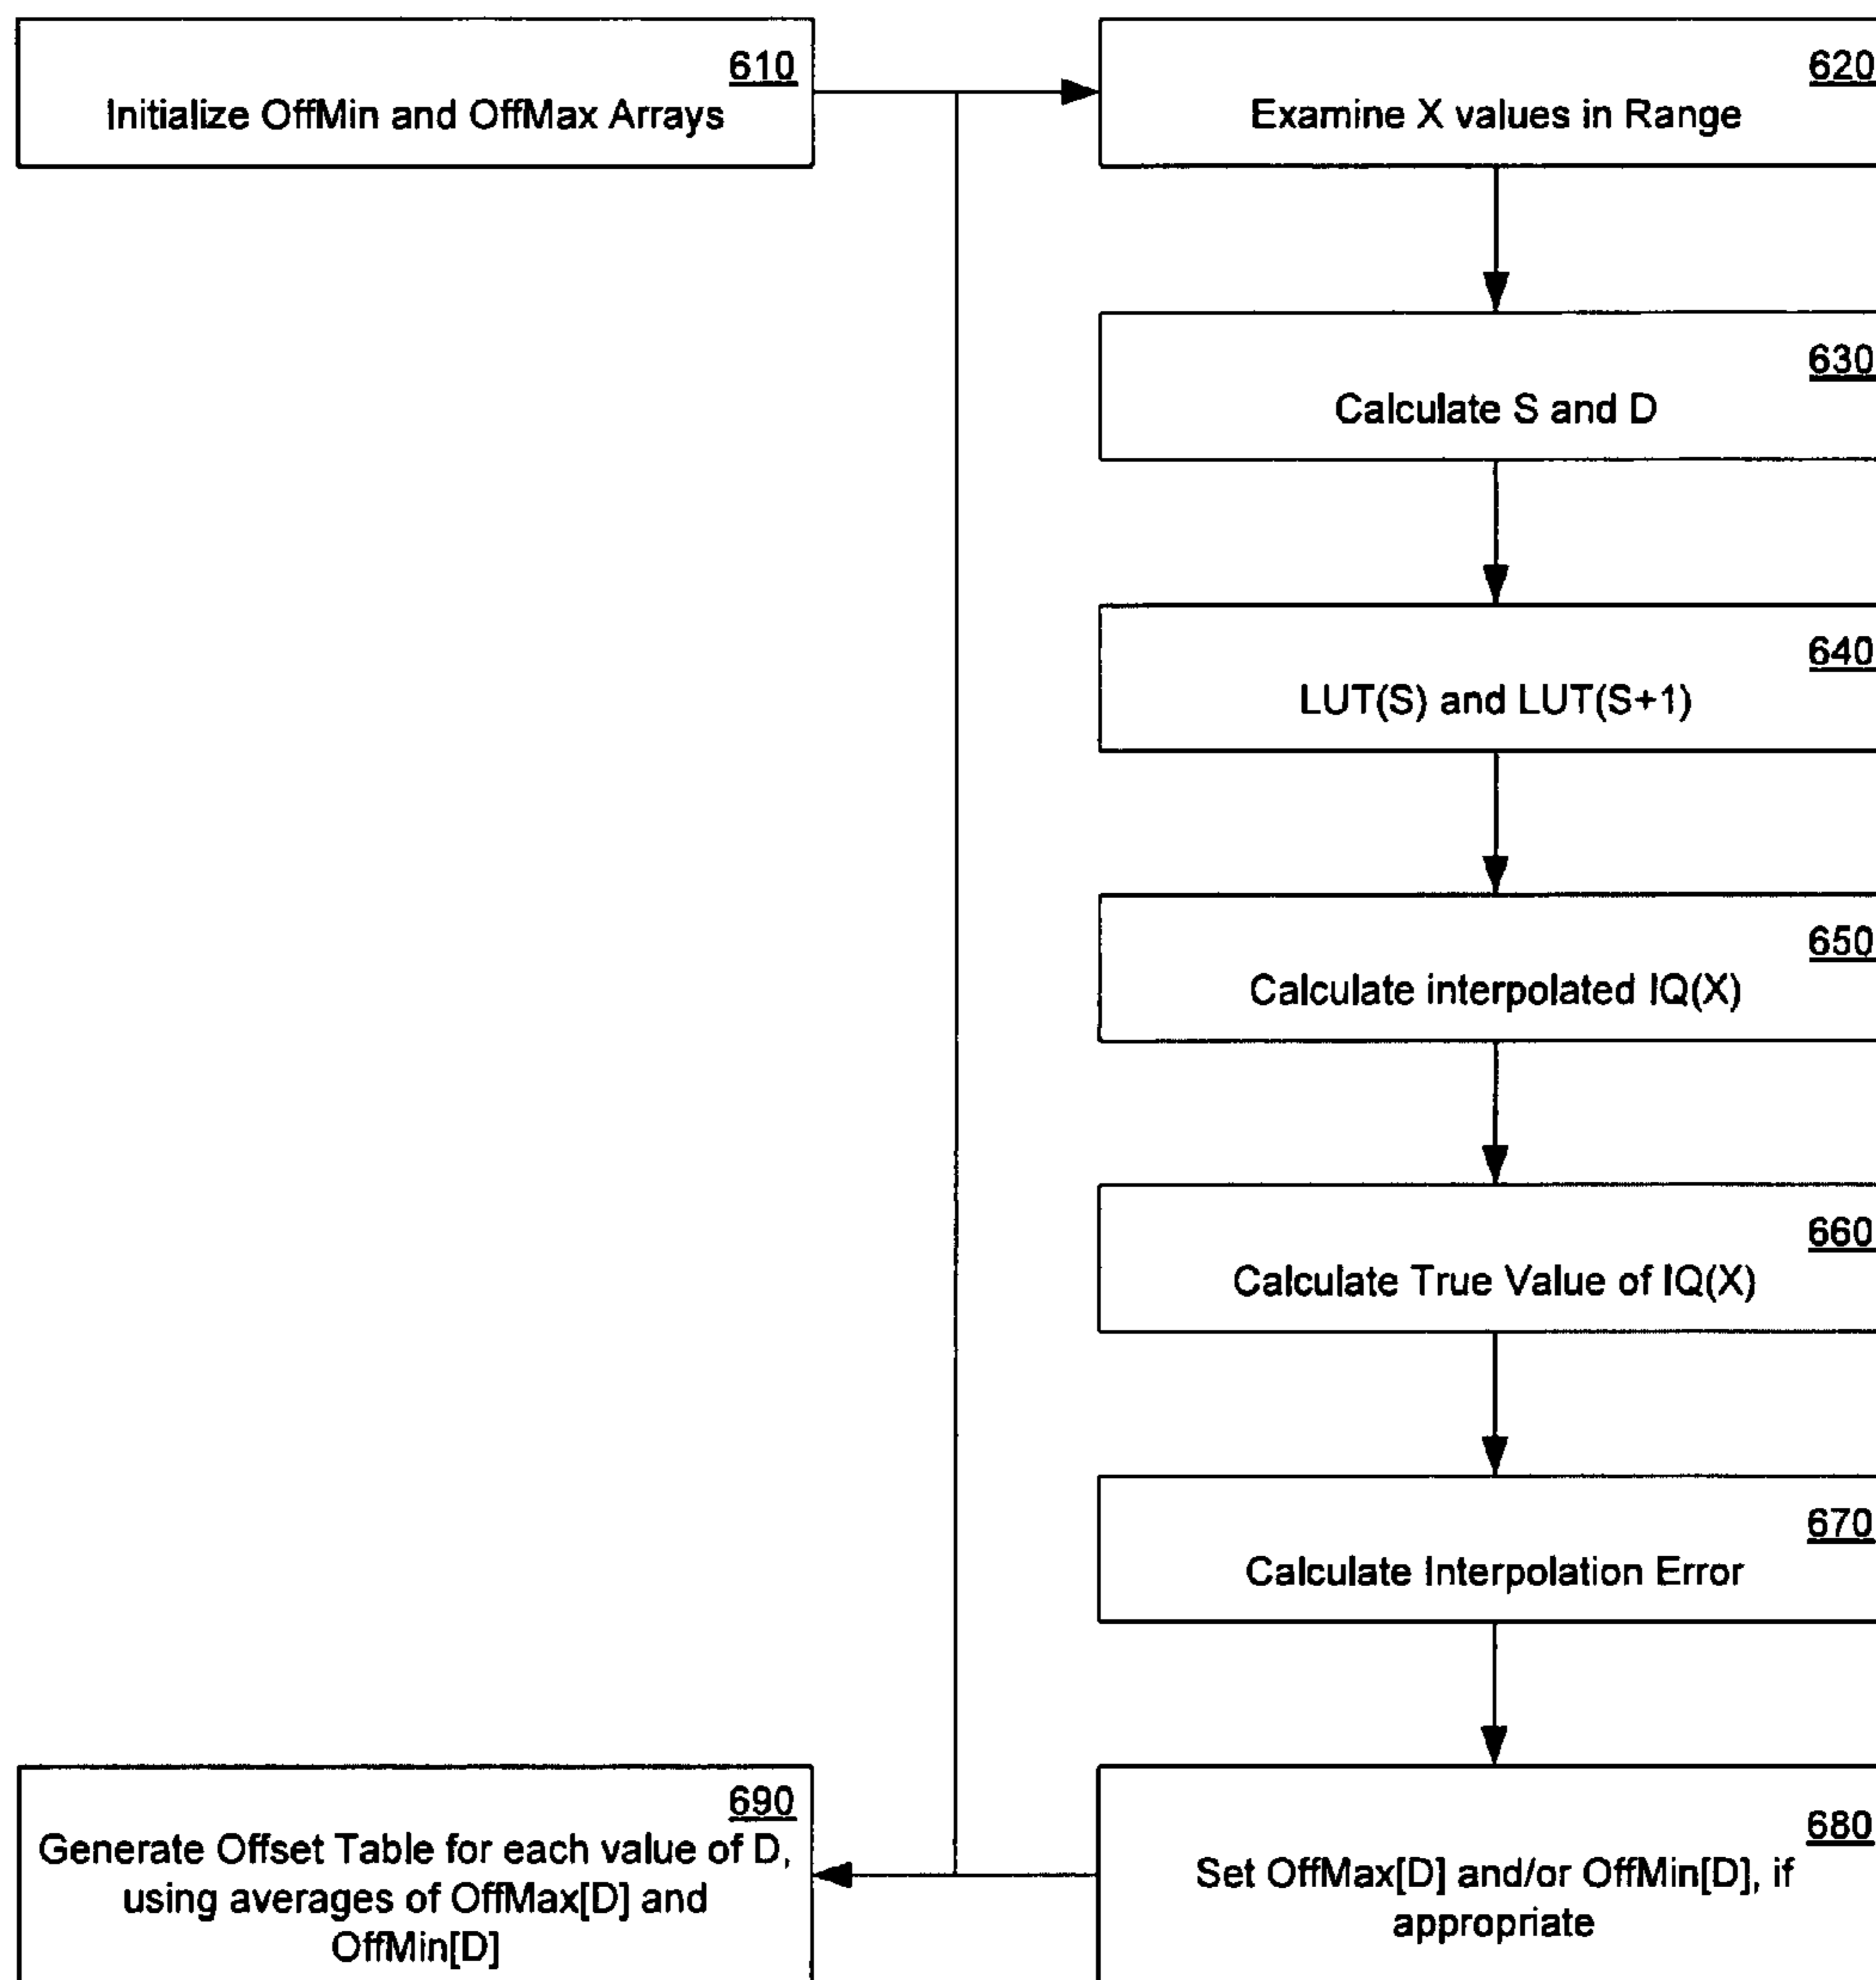 610
Initialize OffMin and OffMax Arrays
620
Examine X values in Range
630
Calculate S and D
640
LUT(S) and LUT(S+1)
650
Calculate interpolated IQ(X)
660
Calculate True Value of IQ(X)
670
Calculate Interpolation Error
680
Set OffMax[D] and/or OffMin[D], if
appropriate
690
Generate Offset Table for each value of D,
using averages of OffMax[D] and
OffMin[D]